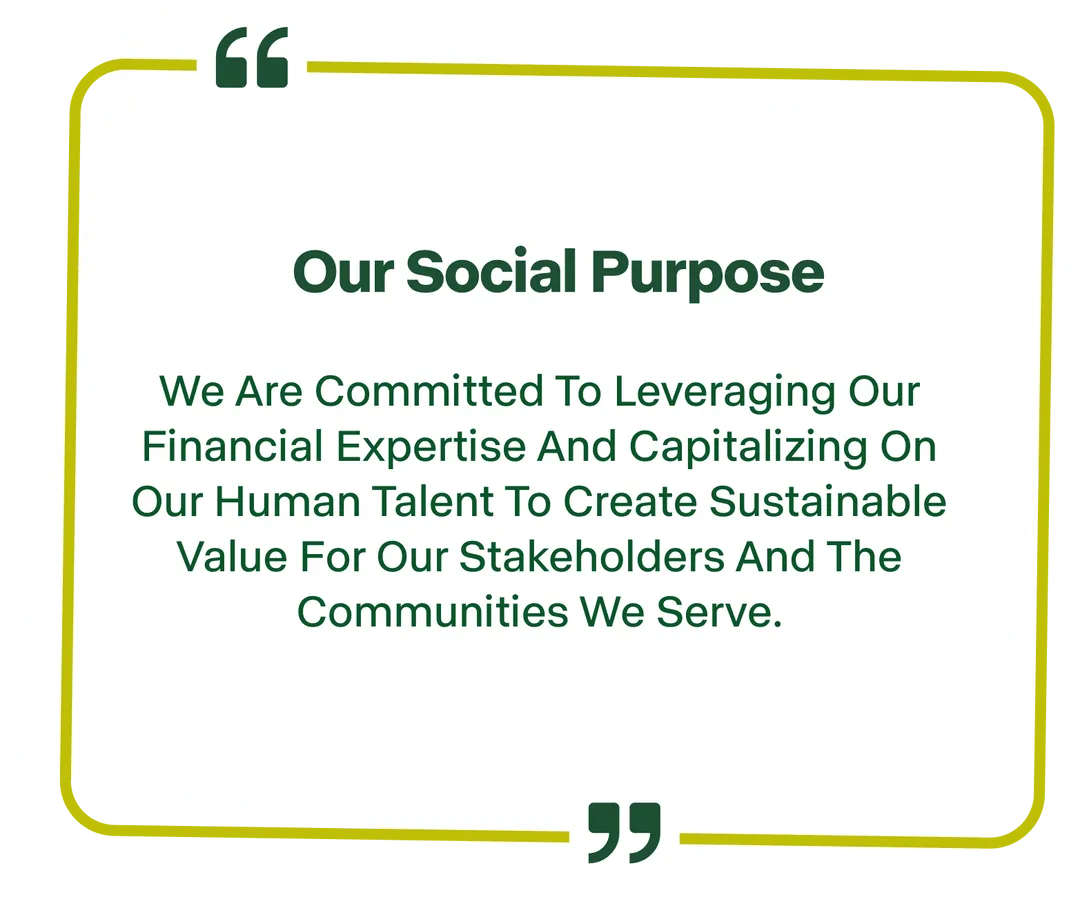 Our Social Purpose
We Are Committed To Leveraging Our
Financial Expertise And Capitalizing On
Our Human Talent To Create Sustainable
Value For Our Stakeholders And The
Communities We Serve.